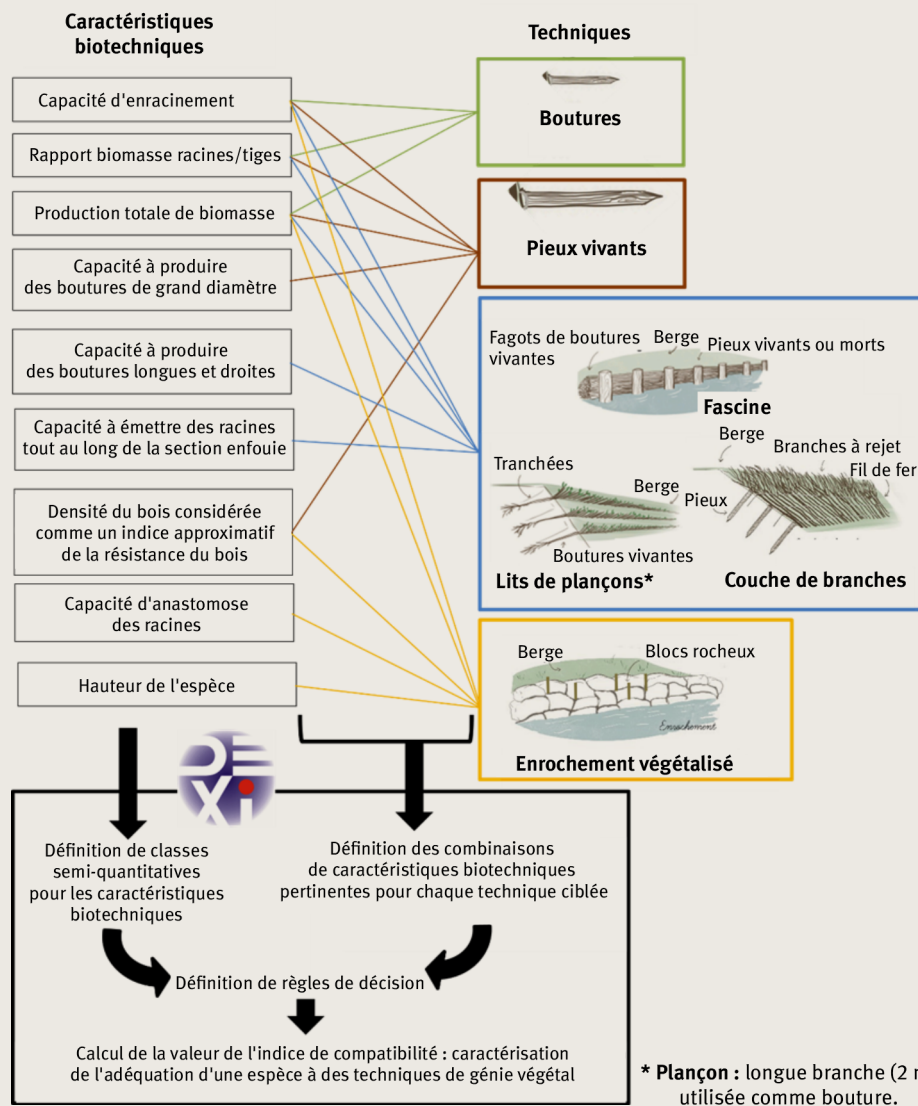 Caractéristiques
biotechniques
Techniques
Capacité d'enracinement
Rapport biomasse racines/tiges
Production totale de biomasse
Capacité à produire
des boutures de grand diamètre
Capacité à produire
des boutures longues et droites
Capacité à émettre des racines
tout au long de la section enfouie
Densité du bois considérée
comme un indice approximatif
de la résistance du bois
Capacité d'anastomose
des racines
Hauteur de l'espèce
Boutures
Pieux vivants
Fagots de boutures
vivantes
Berge
Pieux vivants ou morts
Fascine
Tranchées
Berge
Boutures vivantes
Lits de plançons*
Berge
Branches à rejet
Fil de fer
Pieux
Couche de branches
Berge
Blocs rocheux
Enrochement
Enrochement végétalisé
DEXi
Définition de classes
semi-quantitatives
pour les caractéristiques
biotechniques
Définition des combinaisons
de caractéristiques biotechniques
pertinentes pour chaque technique ciblée
Définition de règles de décision
Calcul de la valeur de l'indice de compatibilité : caractérisation
de l'adéquation d'une espèce à des techniques de génie végétal
* Plançon : longue branche (2
utilisée comme bouture.